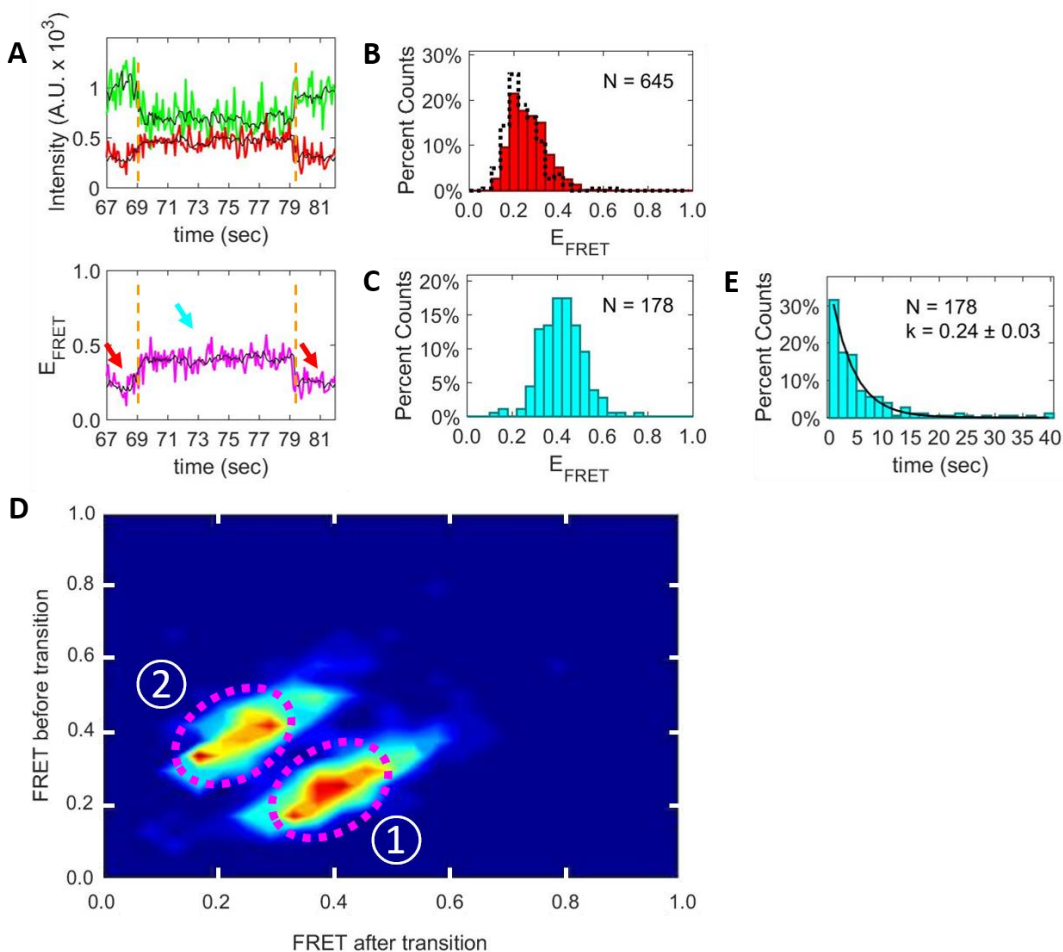 A
Intensity (A.U. x 10³)
1
0.5
0
67 69 71 73 75 77 79 81
time (sec)
E_FRET
1.0
0.5
0.0
67 69 71 73 75 77 79 81
time (sec)
B
Percent Counts
30%
20%
10%
0%
N = 645
0.0 0.2 0.4 0.6 0.8 1.0
E_FRET
C
Percent Counts
20%
15%
10%
5%
0%
N = 178
0.0 0.2 0.4 0.6 0.8 1.0
E_FRET
E
Percent Counts
30%
20%
10%
0%
N = 178
k = 0.24 ± 0.03
0 5 10 15 20 25 30 35 40
time (sec)
D
FRET before transition
1.0
0.8
0.6
0.4
0.2
0.0
②
①
0.0 0.2 0.4 0.6 0.8 1.0
FRET after transition